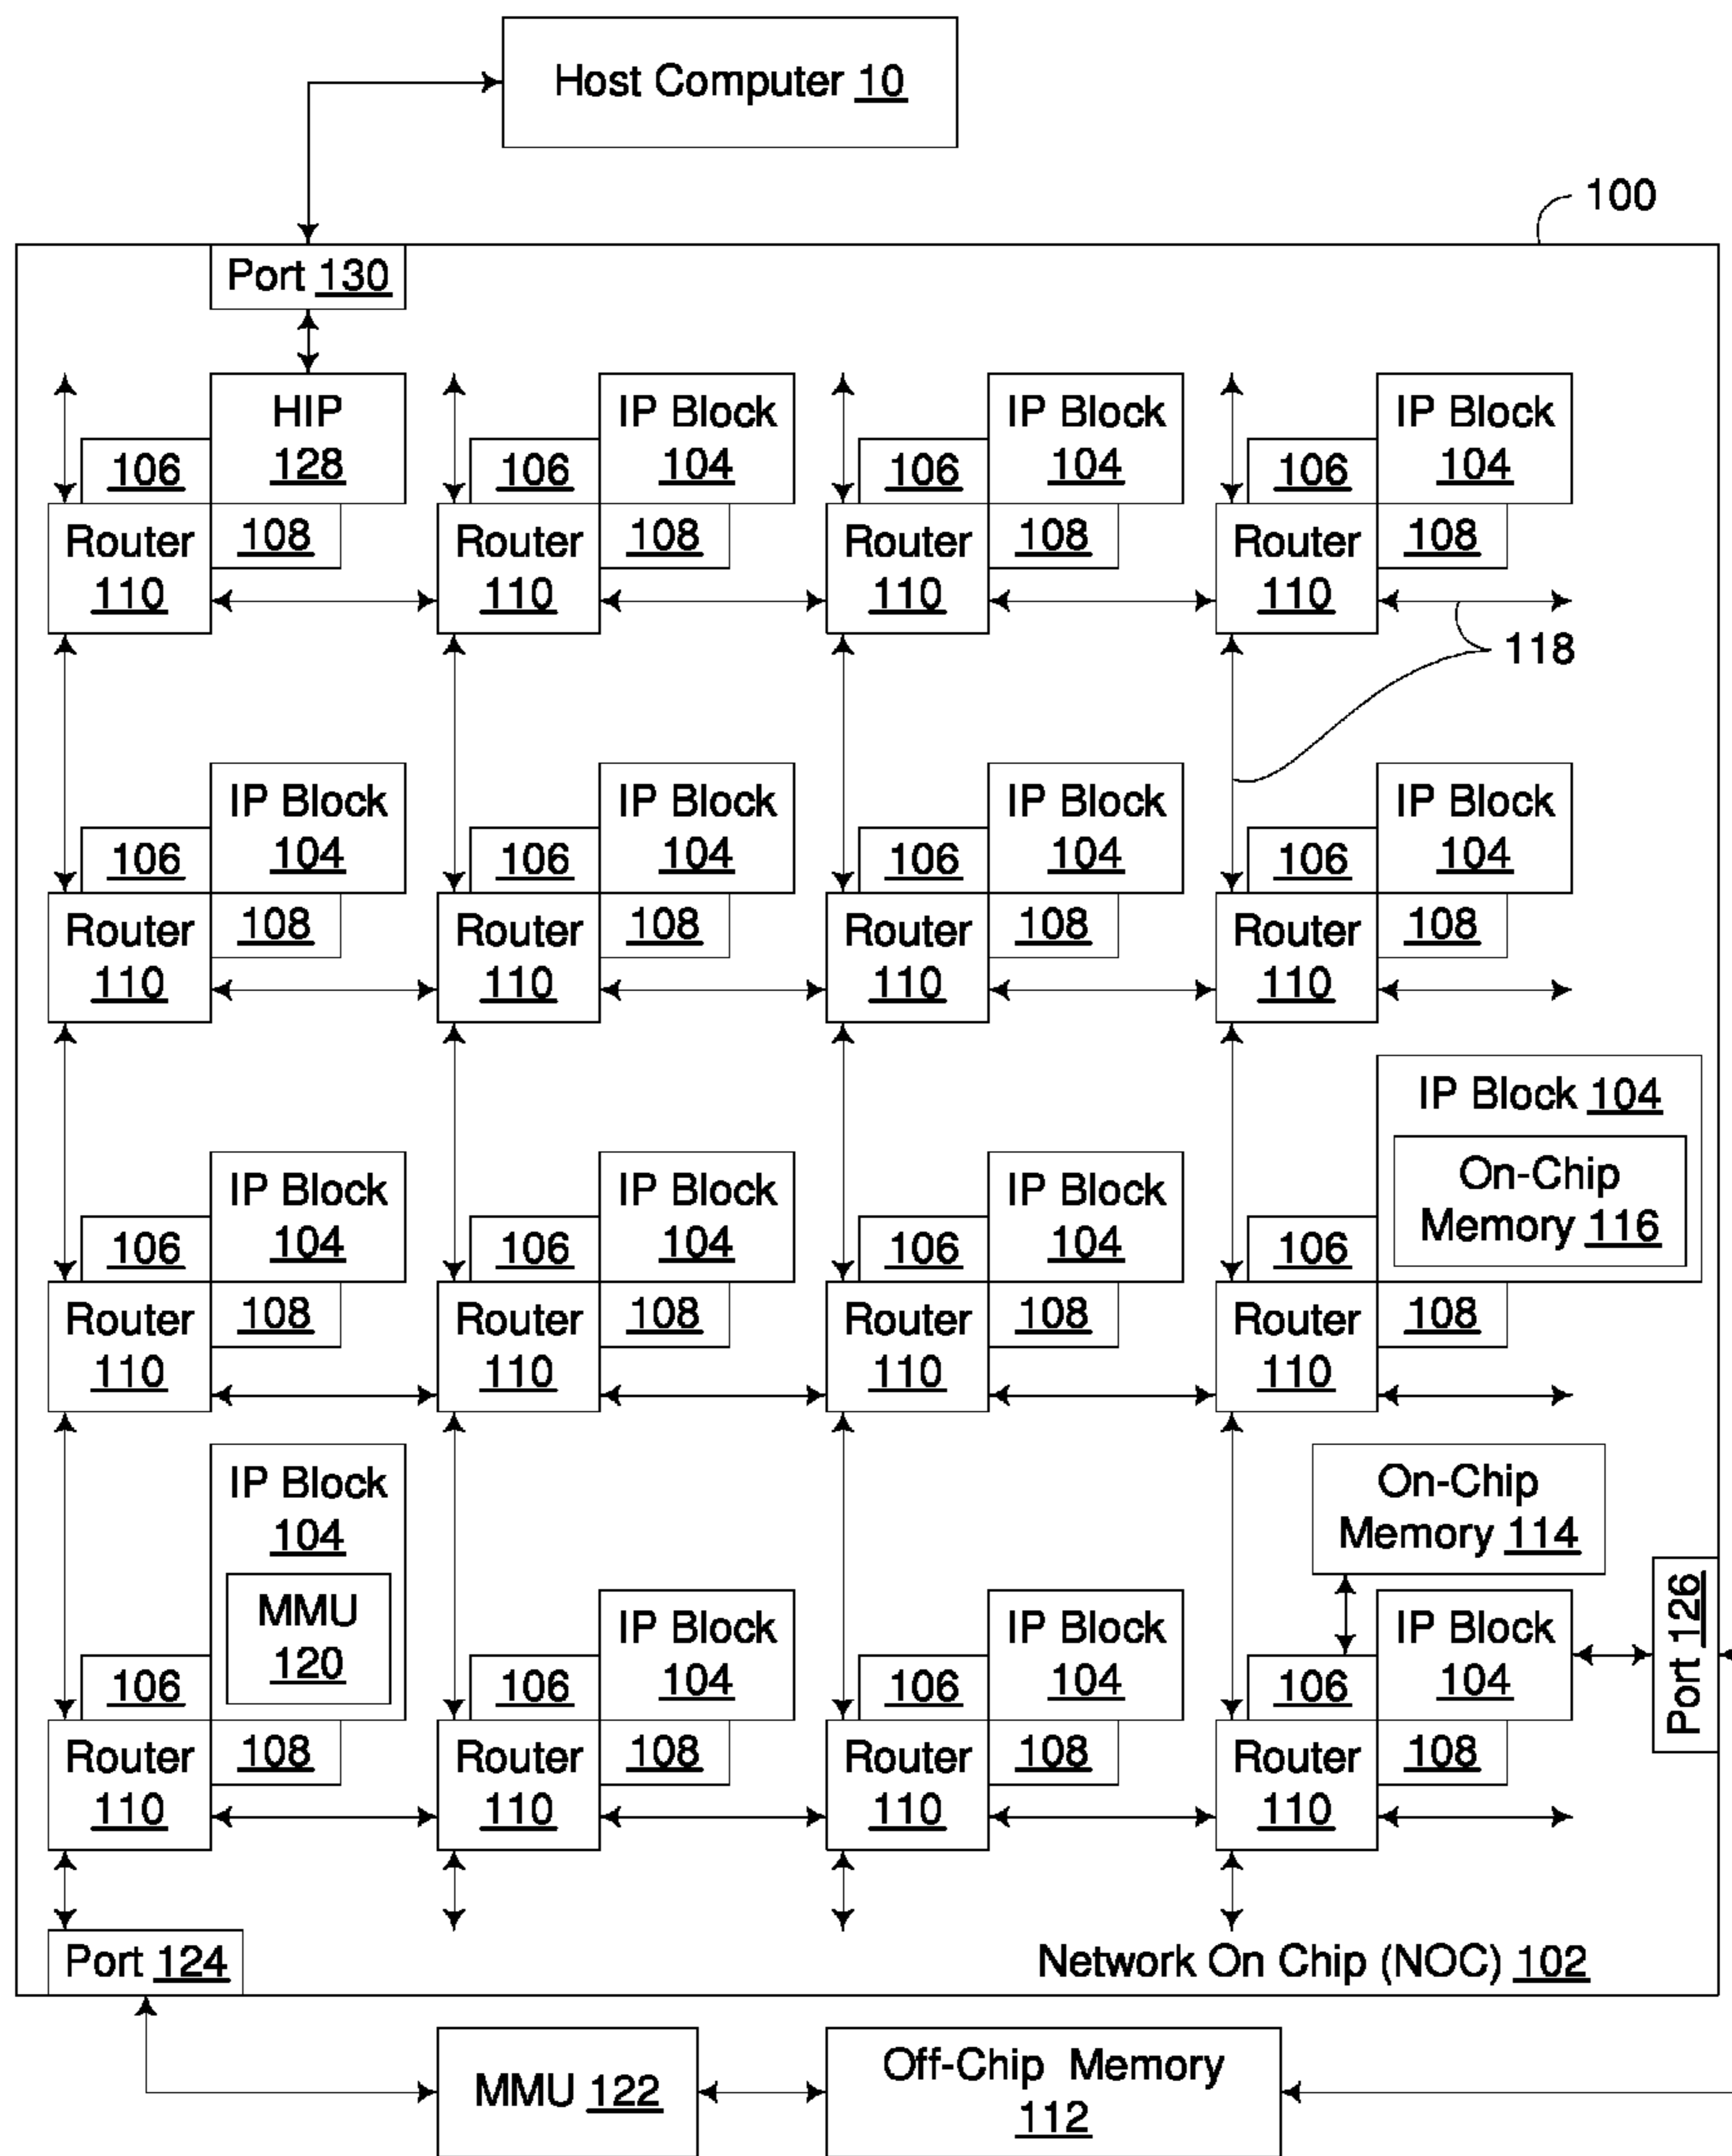 Host Computer 10
100
Port 130
HIP
128
106
Router
110
108
IP Block
104
106
Router
110
108
IP Block
104
106
Router
110
108
IP Block
104
106
Router
110
108
118
IP Block
104
106
Router
110
108
IP Block
104
106
Router
110
108
IP Block
104
106
Router
110
108
IP Block
104
106
Router
110
108
IP Block
104
106
Router
110
108
IP Block
104
106
Router
110
108
IP Block
104
106
Router
110
108
IP Block 104
On-Chip
Memory 116
106
Router
110
108
IP Block
104
MMU
120
106
Router
110
108
IP Block
104
106
Router
110
108
IP Block
104
106
Router
110
108
On-Chip
Memory 114
IP Block
104
106
Router
110
108
Port 126
Port 124
Network On Chip (NOC) 102
MMU 122
Off-Chip Memory
112